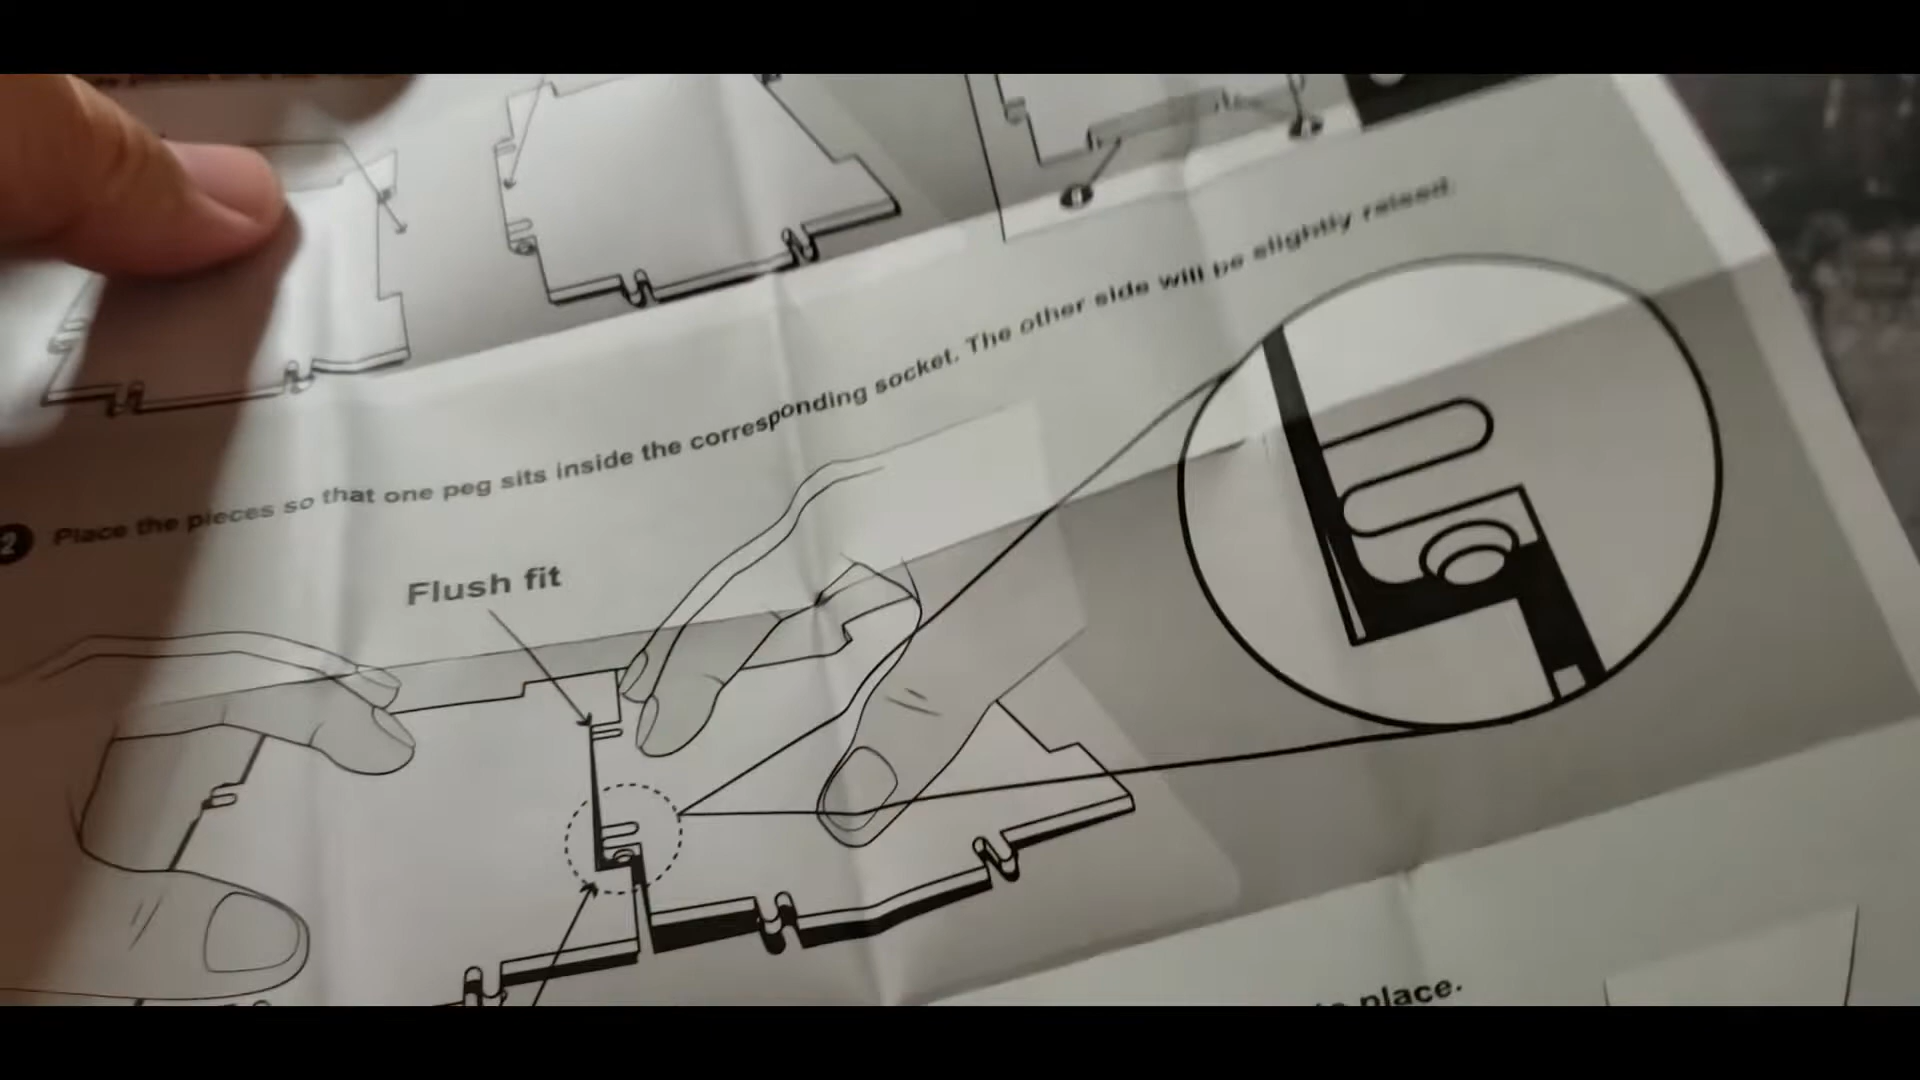 2 Place the pieces so that one peg sits inside the corresponding socket. The other side will be slightly raised.
Flush fit
place.